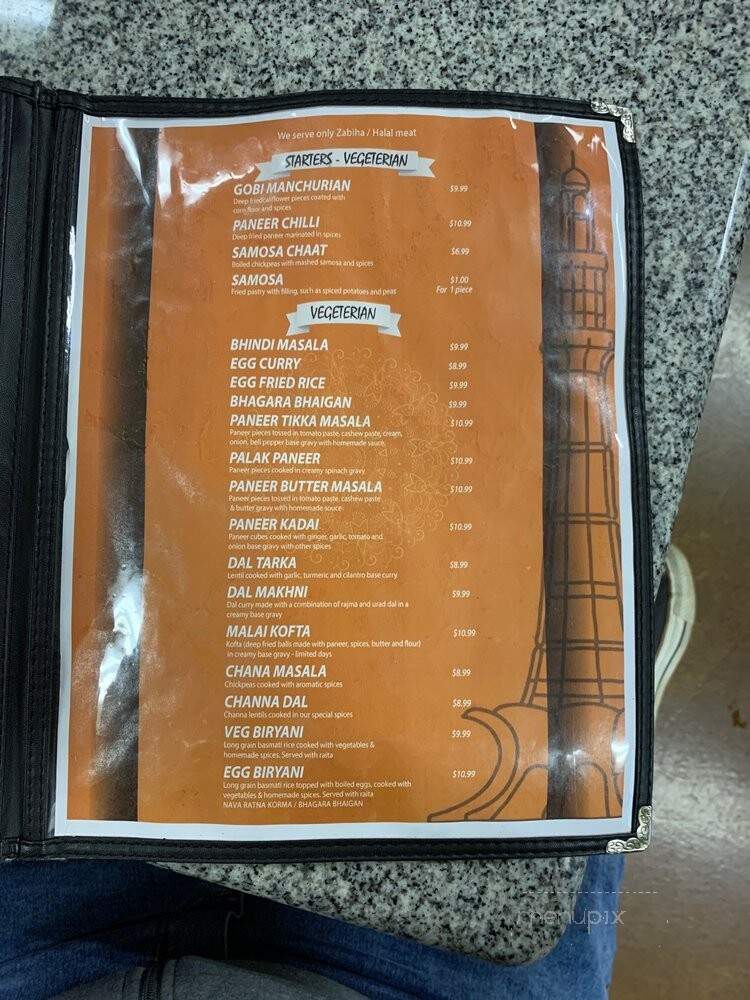 We serve only Zabiha / Halal meat
STARTERS - VEGETERIAN
GOBI MANCHURIAN $9.99
Deep fried califlower pieces coated with
corn floor and spices
PANEER CHILLI $10.99
Deep fried paneer marinated in spices
SAMOSA CHAAT $6.99
Boiled chickpeas with mashed samosa and spices
SAMOSA $1.00
Fried pastry with filling, such as spiced potatoes and peas For 1 piece
VEGETERIAN
BHINDI MASALA $9.99
EGG CURRY $8.99
EGG FRIED RICE $9.99
BHAGARA BHAIGAN $9.99
PANEER TIKKA MASALA $10.99
Paneer pieces tossed in tomato paste, cashew paste, cream,
onion, bell pepper base gravy with homemade sauce
PALAK PANEER $10.99
Paneer pieces cooked in creamy spinach gravy
PANEER BUTTER MASALA $10.99
Paneer pieces tossed in tomato paste, cashew paste
& butter gravy with homemade souce
PANEER KADAI $10.99
Paneer cubes cooked with ginger, garlic, tomato and
onion base gravy with other spices
DAL TARKA $8.99
Lentil cooked with garlic, turmeric and cilantro base curry
DAL MAKHNI $9.99
Dal curry made with a combination of rajma and urad dal in a
creamy base gravy
MALAI KOFTA $10.99
Kofta (deep fried balls made with paneer, spices, butter and flour)
in creamy base gravy - limited days
CHANA MASALA $8.99
Chickpeas cooked with aromatic spices
CHANNA DAL $8.99
Channa lentils cooked in our special spices
VEG BIRYANI $9.99
Long grain basmati rice cooked with vegetables &
homemade spices. Served with raita
EGG BIRYANI $10.99
Long grain basmati rice topped with boiled eggs, cooked with
vegetables & homemade spices. Served with raita
NAVA RATNA KORMA / BHAGARA BHAIGAN
menupix